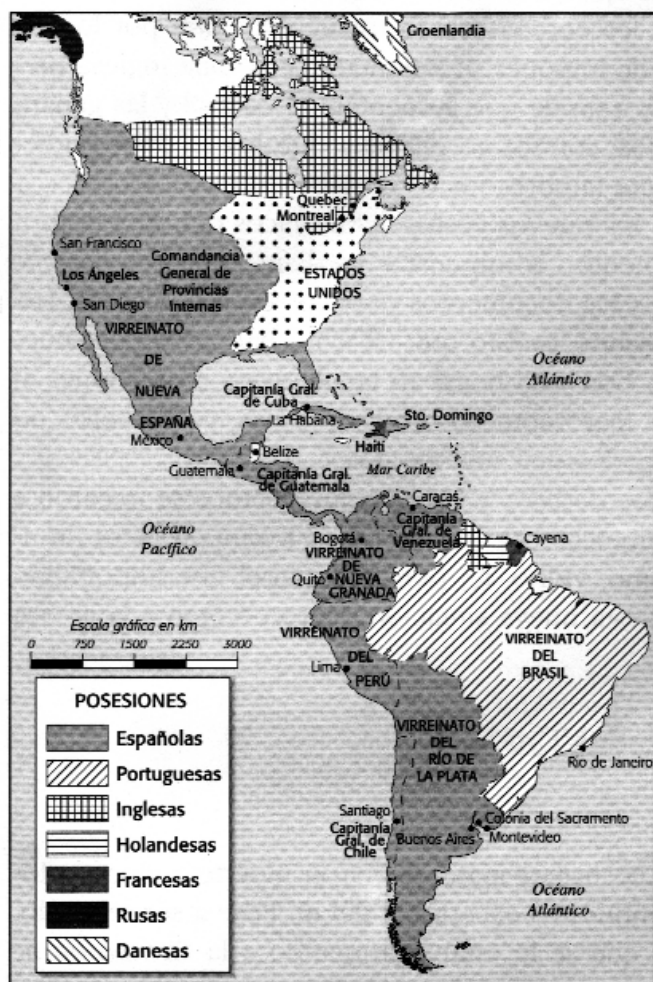 Groenlandia
Quebec
Montreal
San Francisco
Los Ángeles
San Diego
Comandancia
General de
Provincias
Internas
ESTADOS
UNIDOS
VIRREINATO
DE
NUEVA
ESPAÑA
México
Océano
Atlántico
Capitanía Gral.
de Cuba
La Habana
Sto. Domingo
Haití
Belize
Guatemala
Capitanía Gral.
de Guatemala
Mar Caribe
Océano
Pacífico
Caracas
Capitanía
Gral. de
Venezuela
Cayena
Bogotá
VIRREINATO
DE
NUEVA
GRANADA
Quito
Escala gráfica en km
0 750 1500 2250 3000
VIRREINATO
DEL
PERÚ
Lima
VIRREINATO
DEL
BRASIL
VIRREINATO
DEL
RÍO DE
LA PLATA
Rio de Janeiro
Santiago
Capitanía
Gral. de
Chile
Buenos Aires
Colonia del Sacramento
Montevideo
Océano
Atlántico
POSESIONES
Españolas
Portuguesas
Inglesas
Holandesas
Francesas
Rusas
Danesas